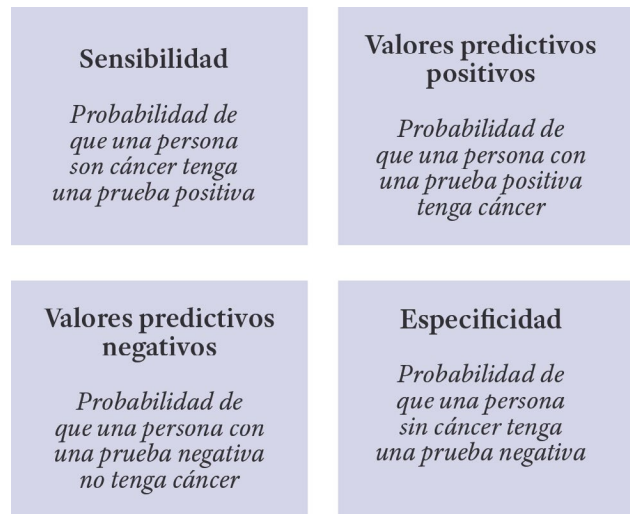 Sensibilidad
Probabilidad de
que una persona
son cáncer tenga
una prueba positiva
Valores predictivos
positivos
Probabilidad de
que una persona con
una prueba positiva
tenga cáncer
Valores predictivos
negativos
Probabilidad de
que una persona con
una prueba negativa
no tenga cáncer
Especificidad
Probabilidad de
que una persona
sin cáncer tenga
una prueba negativa